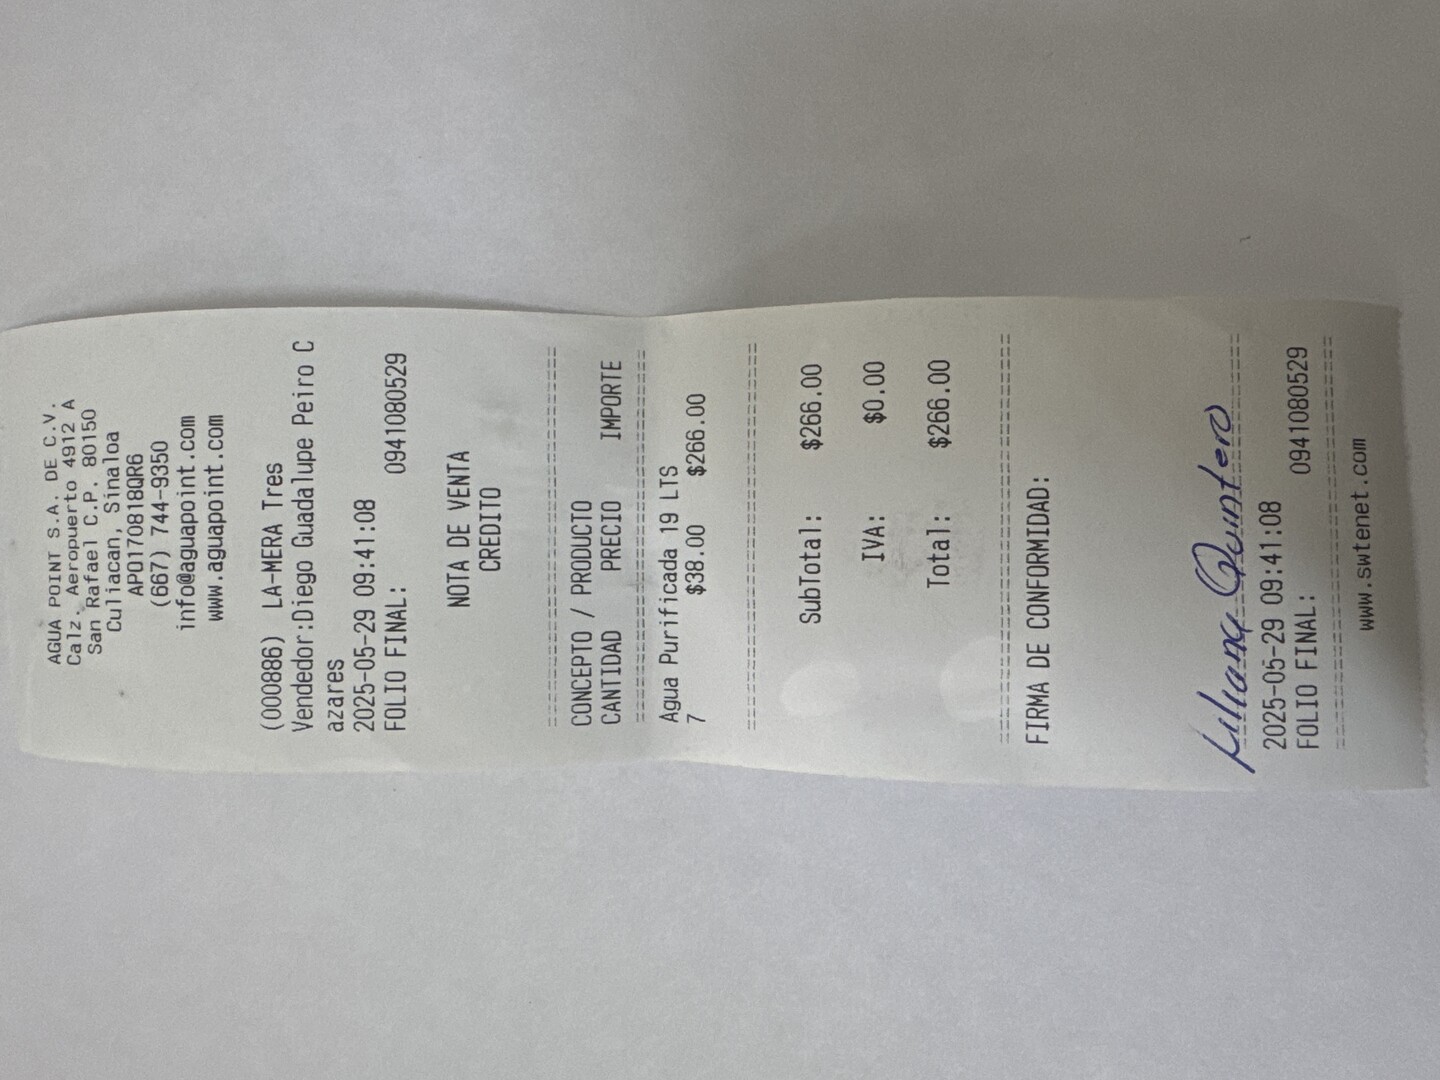 AGUA POINT S.A. DE C.V.
Calz. Aeropuerto 4912 A
San Rafael C.P. 80150
Culiacan, Sinaloa
APO170818QR6
(667) 744-9350
info@aguapoint.com
www.aguapoint.com
(000886) LA-MERA Tres
Vendedor:Diego Guadalupe Peiro C
azares
2025-05-29 09:41:08
FOLIO FINAL: 0941080529
NOTA DE VENTA
CREDITO
================================
CONCEPTO / PRODUCTO
CANTIDAD PRECIO IMPORTE
================================
Agua Purificada 19 LTS
7 $38.00 $266.00
================================
SubTotal: $266.00
IVA: $0.00
Total: $266.00
================================
FIRMA DE CONFORMIDAD:
Liliana Quintero
================================
2025-05-29 09:41:08
FOLIO FINAL: 0941080529
================================
www.swtenet.com